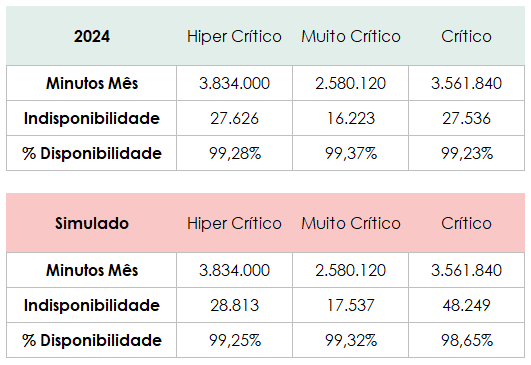 2024 Hiper Crítico Muito Crítico Crítico
Minutos Mês 3.834.000 2.580.120 3.561.840
Indisponibilidade 27.626 16.223 27.536
% Disponibilidade 99,28% 99,37% 99,23%
Simulado Hiper Crítico Muito Crítico Crítico
Minutos Mês 3.834.000 2.580.120 3.561.840
Indisponibilidade 28.813 17.537 48.249
% Disponibilidade 99,25% 99,32% 98,65%